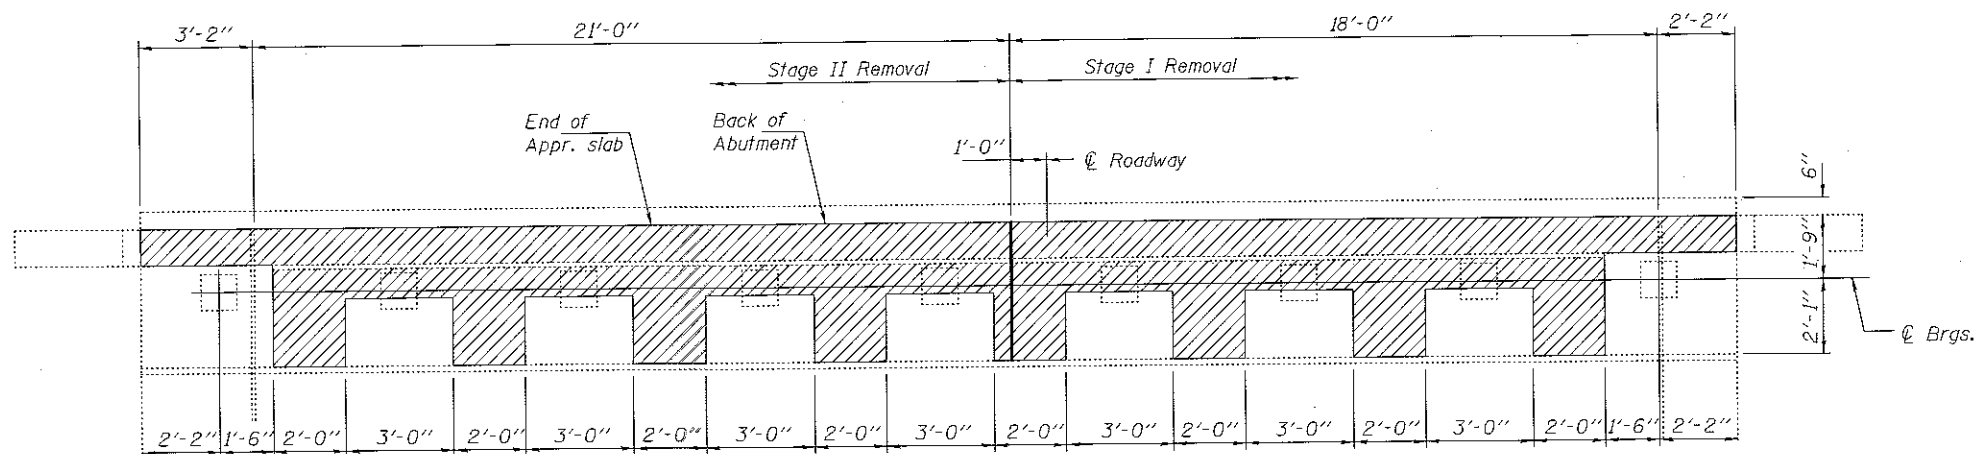 3'-2" 21'-0" 18'-0" 2'-2"
Stage II Removal Stage I Removal
End of
Appr. slab
Back of
Abutment
1'-0" ℄ Roadway
6"
1'-9"
2'-1"
℄ Brgs.
2'-2" 1'-6" 2'-0" 3'-0" 2'-0" 3'-0" 2'-0" 3'-0" 2'-0" 3'-0" 2'-0" 3'-0" 2'-0" 3'-0" 2'-0" 3'-0" 2'-0" 1'-6" 2'-2"